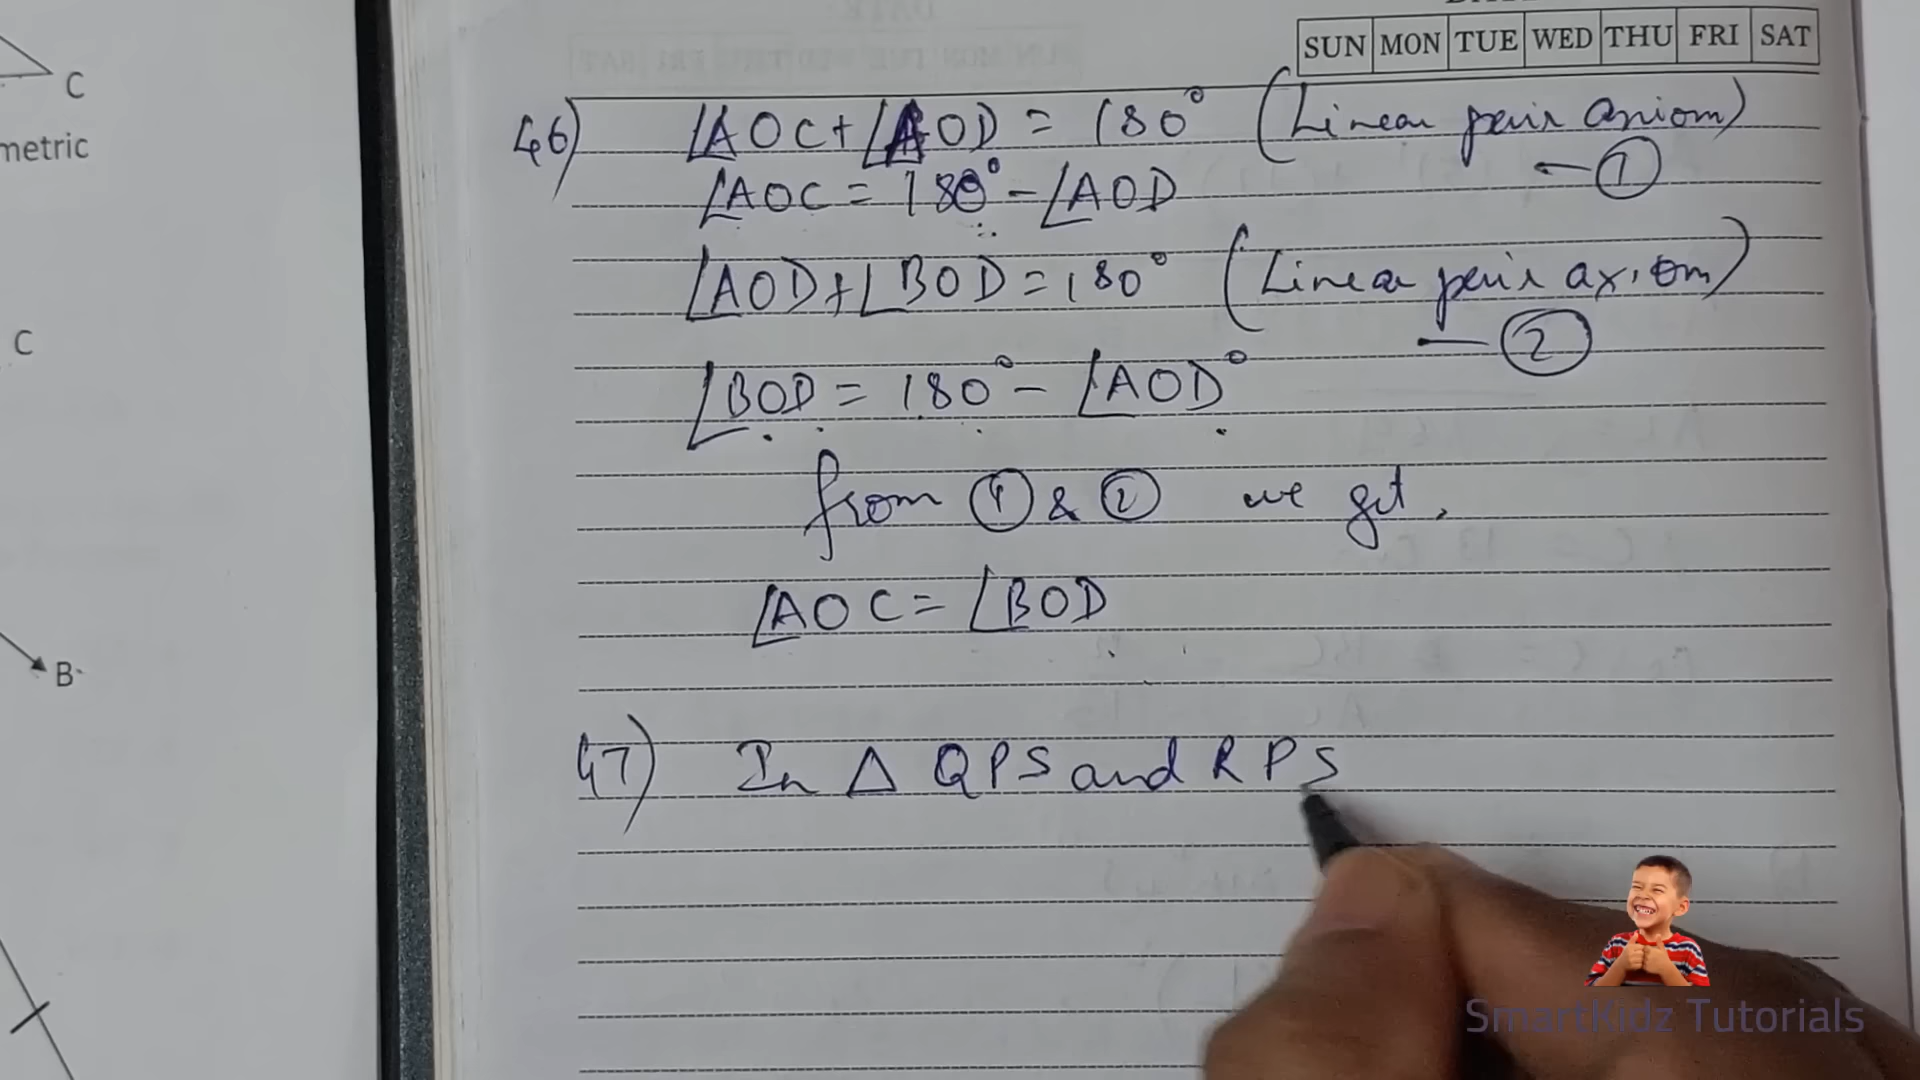 C
metric
C
B
SUN MON TUE WED THU FRI SAT
46) ∠AOC + ∠AOD = 180° (Linear pair axiom)
← ①
∠AOC = 180° - ∠AOD
∠AOD + ∠BOD = 180° (Linear pair axiom)
— ②
∠BOD = 180° - ∠AOD°
from ① & ② we get,
∠AOC = ∠BOD
47) In △ QPS and RPS
SmartKidz Tutorials